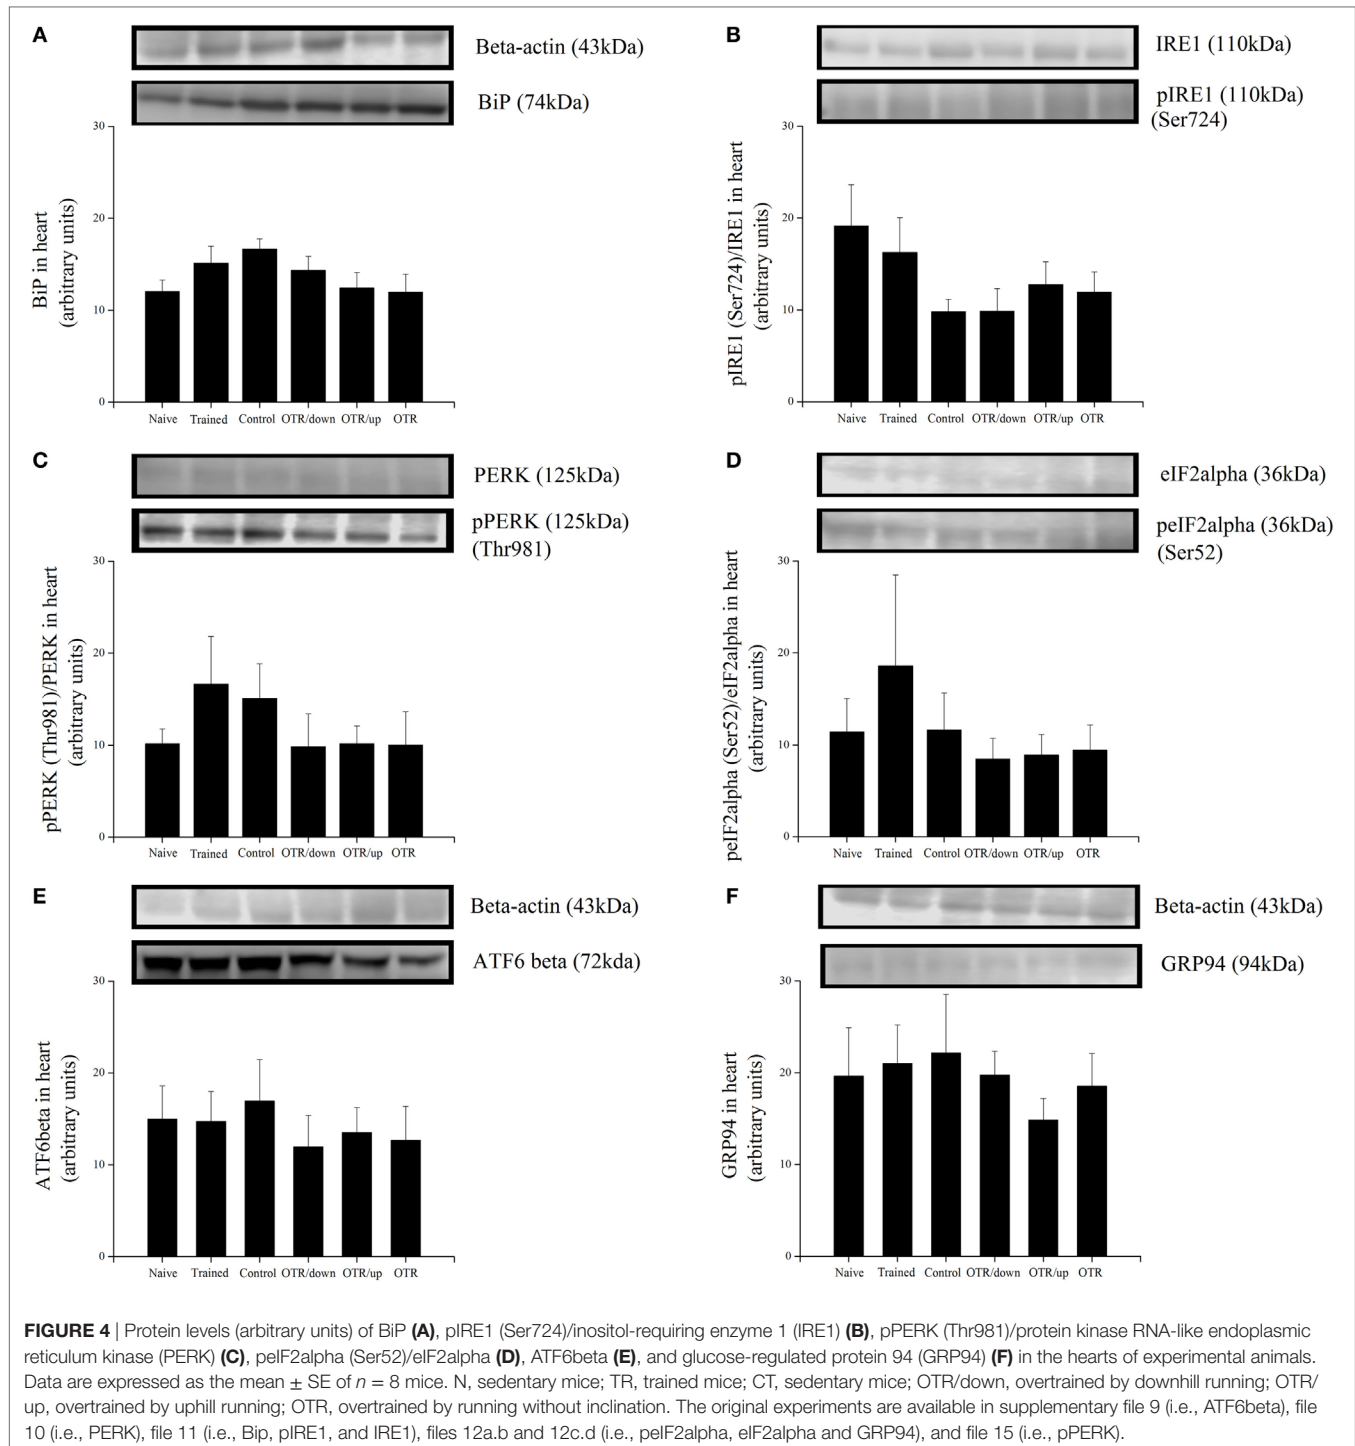 A
Beta-actin (43kDa)
BiP (74kDa)
BiP in heart
(arbitrary units)
30
20
10
0
Naive Trained Control OTR/down OTR/up OTR
B
IRE1 (110kDa)
pIRE1 (110kDa)
(Ser724)
pIRE1 (Ser724)/IRE1 in heart
(arbitrary units)
30
20
10
0
Naive Trained Control OTR/down OTR/up OTR
C
PERK (125kDa)
pPERK (125kDa)
(Thr981)
pPERK (Thr981)/PERK in heart
(arbitrary units)
30
20
10
0
Naive Trained Control OTR/down OTR/up OTR
D
eIF2alpha (36kDa)
peIF2alpha (36kDa)
(Ser52)
peIF2alpha (Ser52)/eIF2alpha in heart
(arbitrary units)
30
20
10
0
Naive Trained Control OTR/down OTR/up OTR
E
Beta-actin (43kDa)
ATF6 beta (72kda)
ATF6beta in heart
(arbitrary units)
30
20
10
0
Naive Trained Control OTR/down OTR/up OTR
F
Beta-actin (43kDa)
GRP94 (94kDa)
GRP94 in heart
(arbitrary units)
30
20
10
0
Naive Trained Control OTR/down OTR/up OTR
FIGURE 4 | Protein levels (arbitrary units) of BiP (A), pIRE1 (Ser724)/inositol-requiring enzyme 1 (IRE1) (B), pPERK (Thr981)/protein kinase RNA-like endoplasmic
reticulum kinase (PERK) (C), peIF2alpha (Ser52)/eIF2alpha (D), ATF6beta (E), and glucose-regulated protein 94 (GRP94) (F) in the hearts of experimental animals.
Data are expressed as the mean ± SE of n = 8 mice. N, sedentary mice; TR, trained mice; CT, sedentary mice; OTR/down, overtrained by downhill running; OTR/
up, overtrained by uphill running; OTR, overtrained by running without inclination. The original experiments are available in supplementary file 9 (i.e., ATF6beta), file
10 (i.e., PERK), file 11 (i.e., Bip, pIRE1, and IRE1), files 12a.b and 12c.d (i.e., peIF2alpha, eIF2alpha and GRP94), and file 15 (i.e., pPERK).